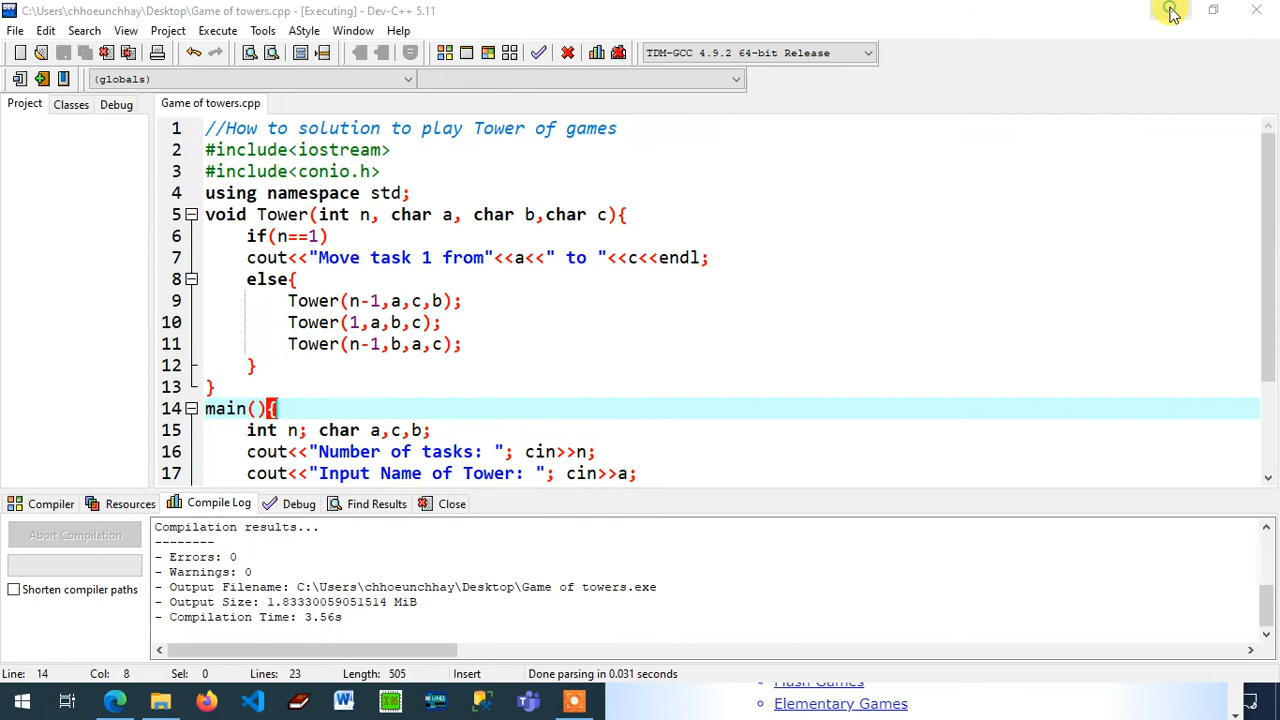 C:\Users\chhoeunchhay\Desktop\Game of towers.cpp - [Executing] - Dev-C++ 5.11
File Edit Search View Project Execute Tools AStyle Window Help
TDM-GCC 4.9.2 64-bit Release
(globals)
Project Classes Debug Game of towers.cpp
1 //How to solution to play Tower of games
2 #include<iostream>
3 #include<conio.h>
4 using namespace std;
5 void Tower(int n, char a, char b,char c){
6 if(n==1)
7 cout<<"Move task 1 from"<<a<<" to "<<c<<endl;
8 else{
9 Tower(n-1,a,c,b);
10 Tower(1,a,b,c);
11 Tower(n-1,b,a,c);
12 }
13 }
14 main(){
15 int n; char a,c,b;
16 cout<<"Number of tasks: "; cin>>n;
17 cout<<"Input Name of Tower: "; cin>>a;
Compiler Resources Compile Log Debug Find Results Close
Abort Compilation
Shorten compiler paths
Compilation results...
--------
- Errors: 0
- Warnings: 0
- Output Filename: C:\Users\chhoeunchhay\Desktop\Game of towers.exe
- Output Size: 1.83330059051514 MiB
- Compilation Time: 3.56s
Line: 14 Col: 8 Sel: 0 Lines: 23 Length: 505 Insert Done parsing in 0.031 seconds
Elementary Games